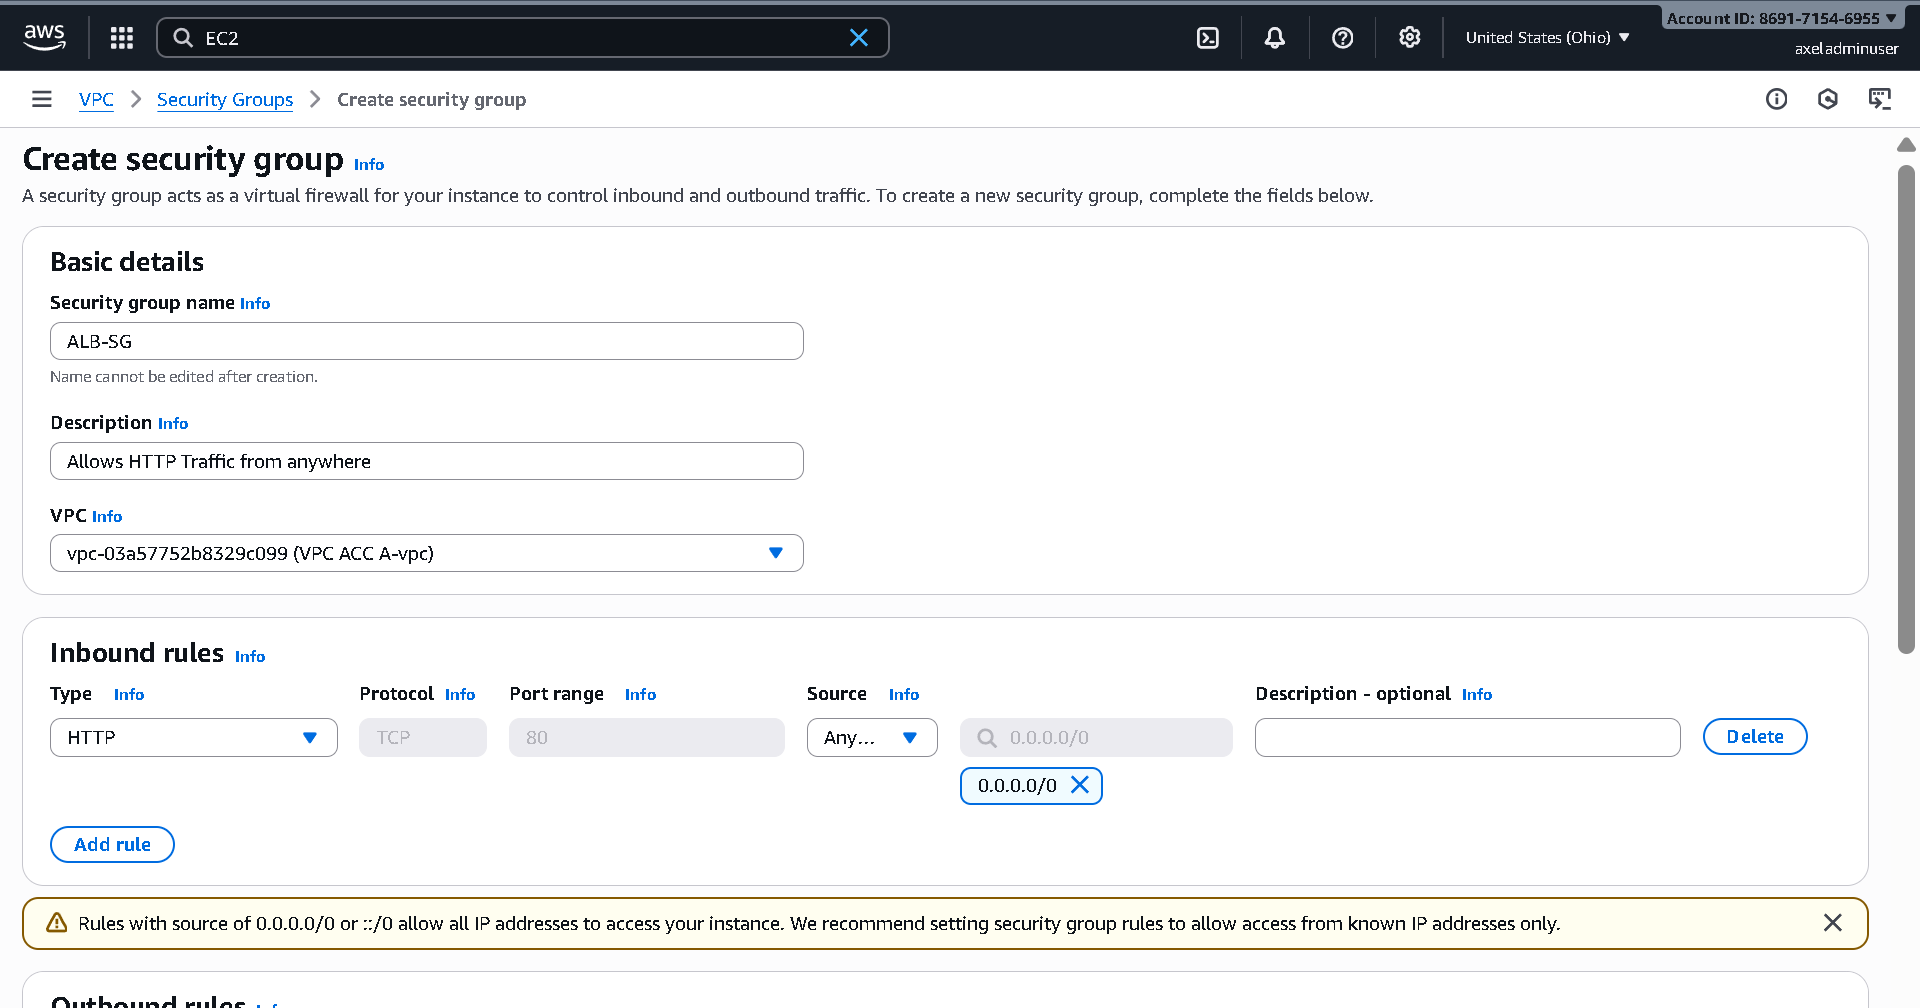 aws
EC2
United States (Ohio)
Account ID: 8691-7154-6955
axeladminuser
VPC
Security Groups
Create security group
Create security group Info
A security group acts as a virtual firewall for your instance to control inbound and outbound traffic. To create a new security group, complete the fields below.
Basic details
Security group name Info
ALB-SG
Name cannot be edited after creation.
Description Info
Allows HTTP Traffic from anywhere
VPC Info
vpc-03a57752b8329c099 (VPC ACC A-vpc)
Inbound rules Info
Type Info Protocol Info Port range Info Source Info Description - optional Info
HTTP TCP 80 Any... 0.0.0.0/0 Delete
0.0.0.0/0
Add rule
Rules with source of 0.0.0.0/0 or ::/0 allow all IP addresses to access your instance. We recommend setting security group rules to allow access from known IP addresses only.
Outbound rules Info